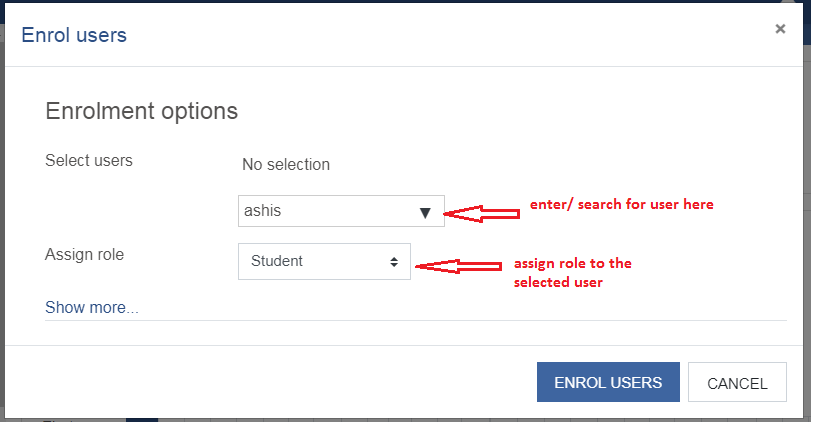 Enrol users
×
Enrolment options
Select users
No selection
ashis
enter/ search for user here
Assign role
Student
assign role to the
selected user
Show more...
ENROL USERS
CANCEL